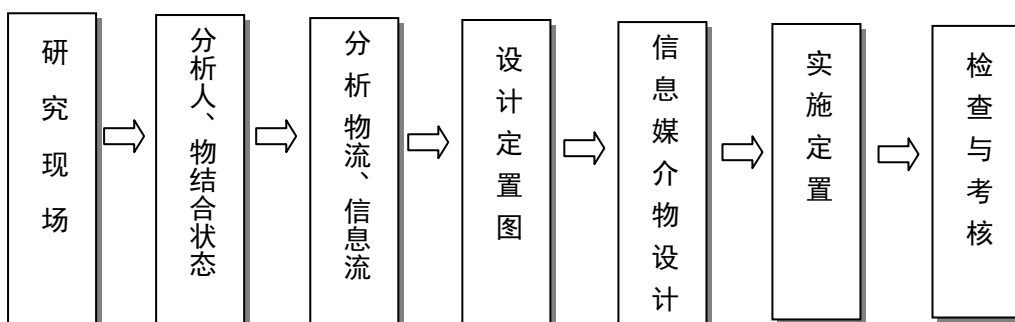 研究现场
分析人、物结合状态
分析物流、信息流
设计定置图
信息媒介物设计
实施定置
检查与考核